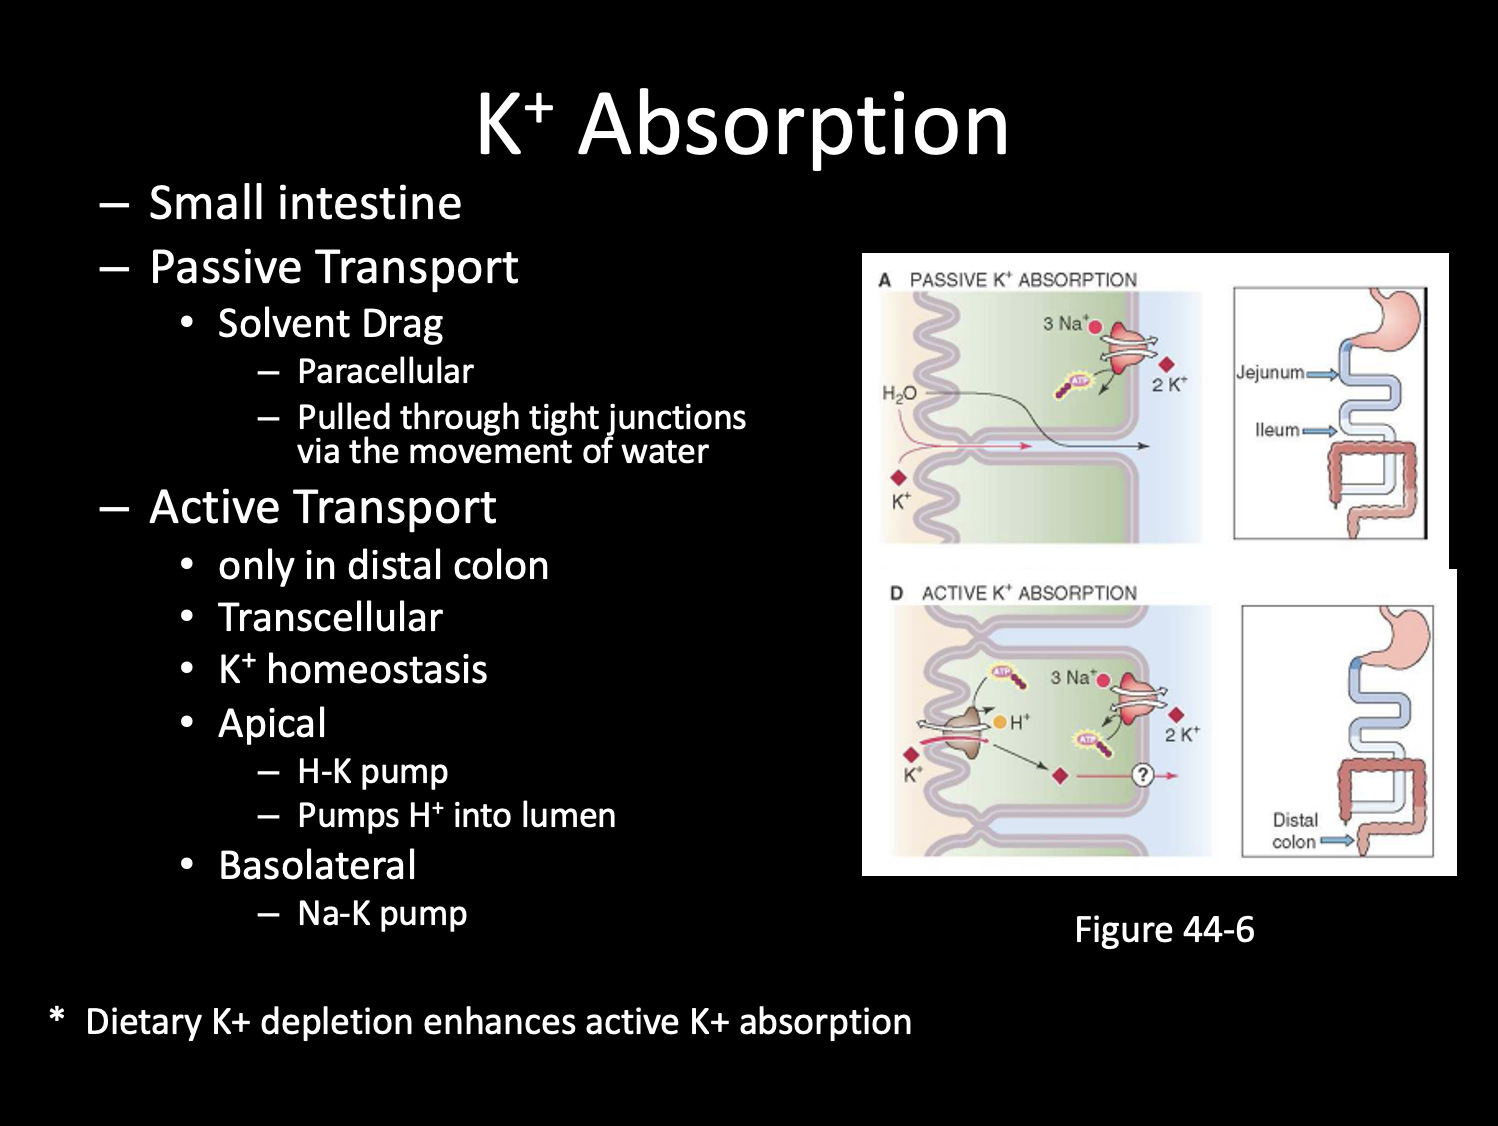 K⁺ Absorption
– Small intestine
– Passive Transport
• Solvent Drag
– Paracellular
– Pulled through tight junctions
via the movement of water
– Active Transport
• only in distal colon
• Transcellular
• K⁺ homeostasis
• Apical
– H-K pump
– Pumps H⁺ into lumen
• Basolateral
– Na-K pump
* Dietary K+ depletion enhances active K+ absorption
A PASSIVE K⁺ ABSORPTION
3 Na⁺
ATP
2 K⁺
H₂O
K⁺
Jejunum
Ileum
D ACTIVE K⁺ ABSORPTION
ATP
3 Na⁺
H⁺
ATP
2 K⁺
K⁺
?
Distal
colon
Figure 44-6